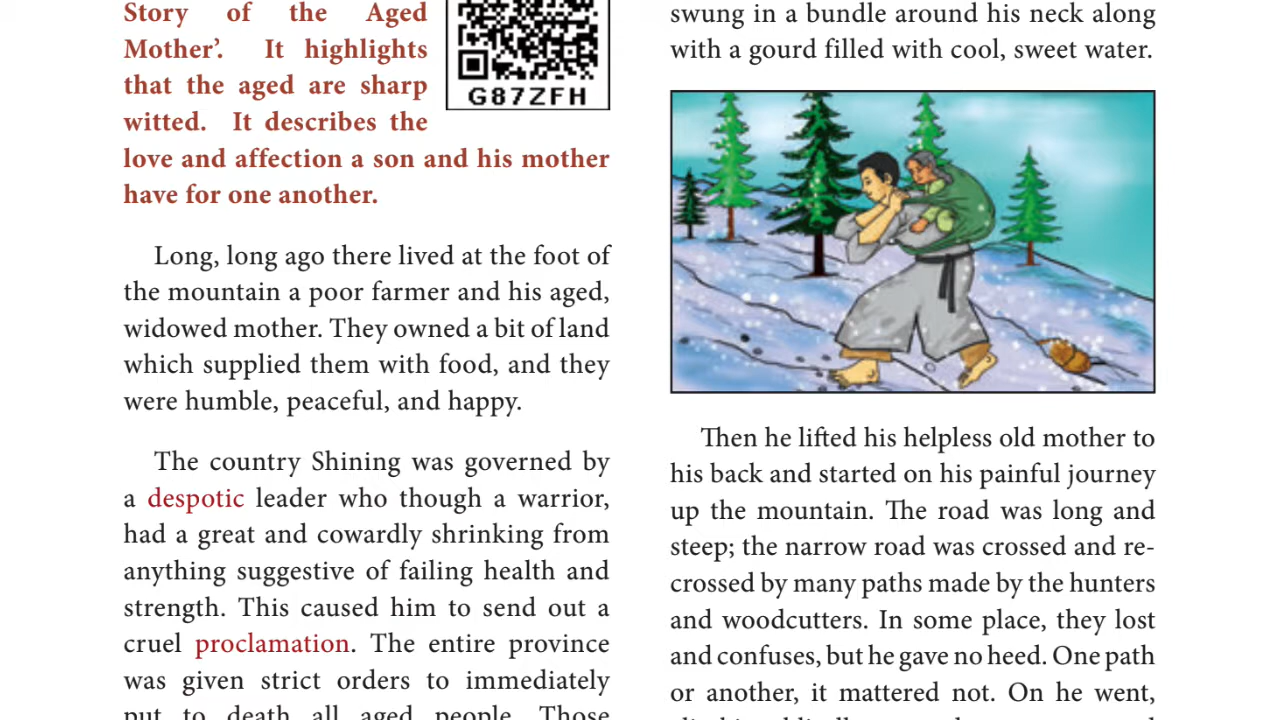 Story of the Aged
Mother’. It highlights
that the aged are sharp
witted. It describes the
love and affection a son and his mother
have for one another.
G87ZFH
Long, long ago there lived at the foot of
the mountain a poor farmer and his aged,
widowed mother. They owned a bit of land
which supplied them with food, and they
were humble, peaceful, and happy.
The country Shining was governed by
a despotic leader who though a warrior,
had a great and cowardly shrinking from
anything suggestive of failing health and
strength. This caused him to send out a
cruel proclamation. The entire province
was given strict orders to immediately
put to death all aged people. Those
swung in a bundle around his neck along
with a gourd filled with cool, sweet water.
Then he lifted his helpless old mother to
his back and started on his painful journey
up the mountain. The road was long and
steep; the narrow road was crossed and re-
crossed by many paths made by the hunters
and woodcutters. In some place, they lost
and confuses, but he gave no heed. One path
or another, it mattered not. On he went,